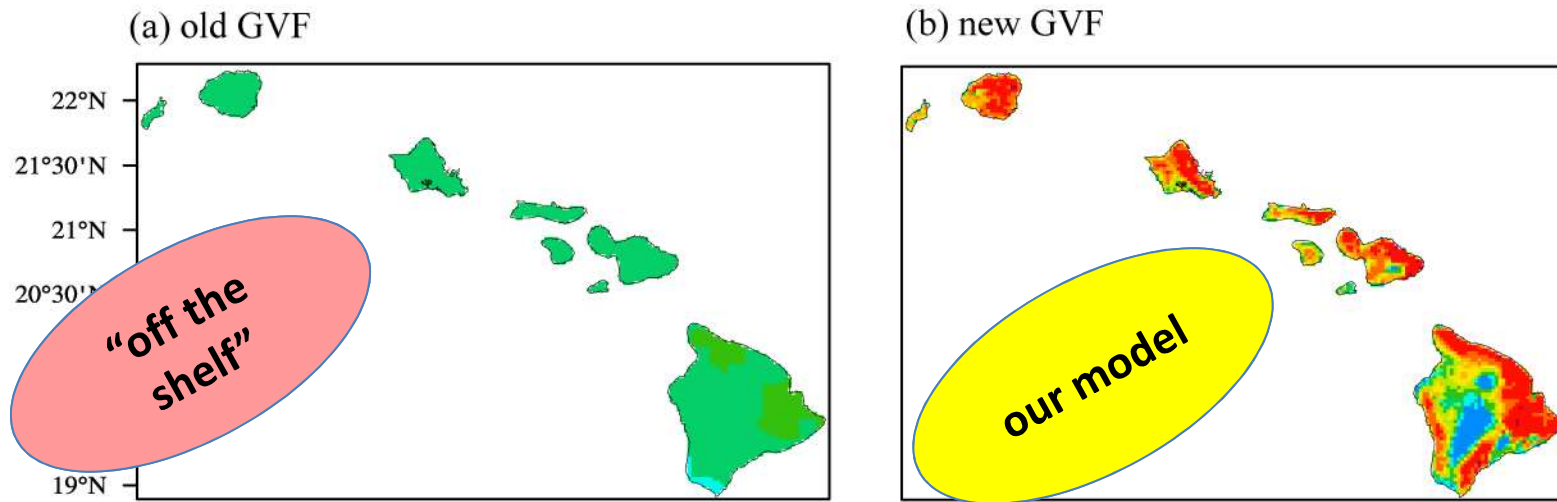 (a) old GVF
(b) new GVF
22°N
21°30'N
21°N
20°30'N
19°N
“off the
shelf”
our model